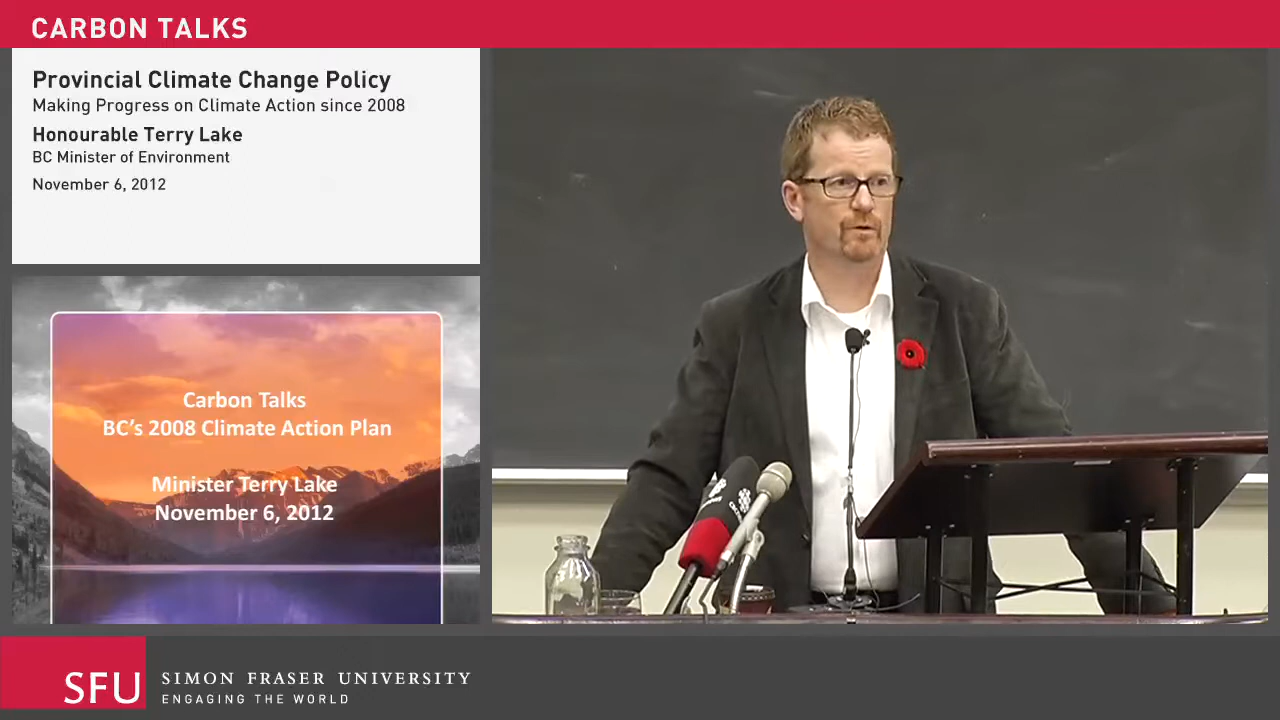 CARBON TALKS
Provincial Climate Change Policy
Making Progress on Climate Action since 2008
Honourable Terry Lake
BC Minister of Environment
November 6, 2012
Carbon Talks
BC's 2008 Climate Action Plan
Minister Terry Lake
November 6, 2012
SFU
SIMON FRASER UNIVERSITY
ENGAGING THE WORLD